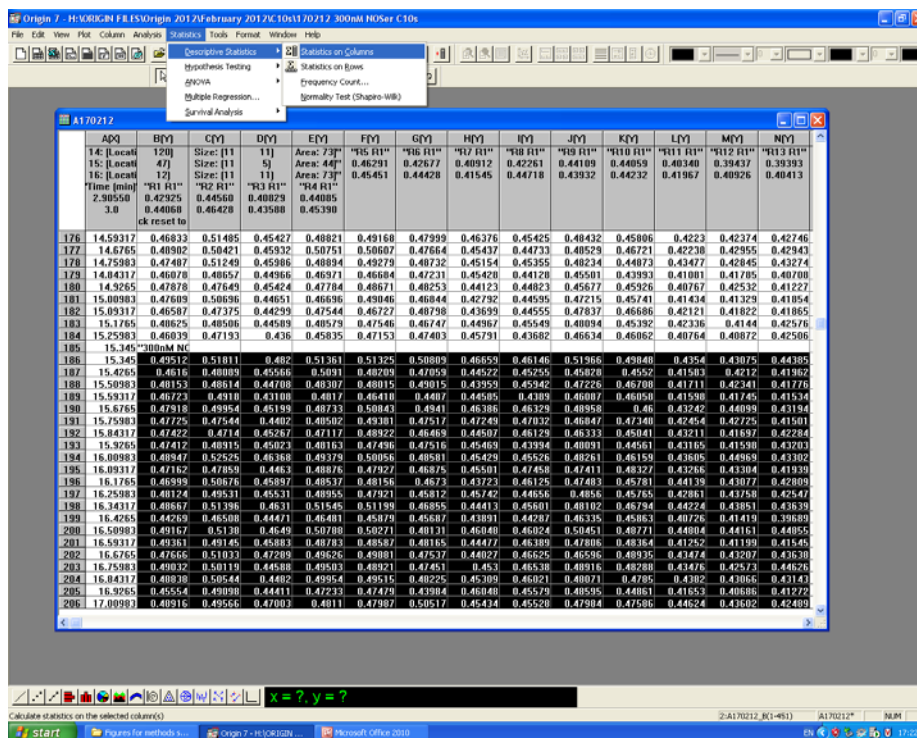 Origin 7 - H:\ORIGIN FILES\Origin 2012\February 2012\C10s\170212 300nM NOSer C10s
File Edit View Plot Column Analysis Statistics Tools Format Window Help
Descriptive Statistics
Hypothesis Testing
ANOVA
Multiple Regression...
Survival Analysis
Statistics on Columns
Statistics on Rows
Frequency Count...
Normality Test (Shapiro-Wilk)
A170212
A[X] B[Y] C[Y] D[Y] E[Y] F[Y] G[Y] H[Y] I[Y] J[Y] K[Y] L[Y] M[Y] N[Y]
14: [Locati 120] Size: [11 11] Area: 73]" "R5 R1" "R6 R1" "R7 R1" "R8 R1" "R9 R1" "R10 R1" "R11 R1" "R12 R1" "R13 R1"
15: [Locati 47] Size: [11 5] Area: 44]" 0.46291 0.42677 0.40912 0.42261 0.44109 0.44059 0.40340 0.39437 0.39393
16: [Locati 12] Size: [11 11] Area: 73]" 0.45451 0.44428 0.41545 0.44718 0.43932 0.44232 0.41967 0.40926 0.40413
"Time (min)" "R1 R1" "R2 R1" "R3 R1" "R4 R1"
2.90550 0.42925 0.44560 0.40829 0.44085
3.0 0.44068 0.46428 0.43588 0.45390
ck reset to
176 14.59317 0.46833 0.51485 0.45427 0.48821 0.49168 0.47999 0.46376 0.45425 0.48432 0.45806 0.4223 0.42374 0.42746
177 14.6765 0.48902 0.50421 0.45932 0.50751 0.50607 0.47664 0.45437 0.44733 0.48529 0.46721 0.42238 0.42955 0.42943
178 14.75983 0.47487 0.51249 0.45986 0.48894 0.49279 0.48732 0.45154 0.45355 0.48234 0.44873 0.43477 0.42845 0.43274
179 14.84317 0.46078 0.48657 0.44966 0.46971 0.46684 0.47231 0.45428 0.44128 0.45501 0.43993 0.41081 0.41785 0.40708
180 14.9265 0.47878 0.47649 0.45424 0.47784 0.48671 0.48253 0.44123 0.44823 0.45677 0.45926 0.40767 0.42532 0.41227
181 15.00983 0.47609 0.50696 0.44651 0.46696 0.49046 0.46844 0.42792 0.44595 0.47215 0.45741 0.41434 0.41329 0.41854
182 15.09317 0.46587 0.47375 0.44299 0.47544 0.46727 0.48798 0.43699 0.44555 0.47837 0.46686 0.42121 0.41822 0.41865
183 15.1765 0.48625 0.48506 0.44589 0.48579 0.47546 0.46747 0.44967 0.45549 0.48094 0.45392 0.42336 0.4144 0.42576
184 15.25983 0.46039 0.47193 0.436 0.45835 0.47153 0.47403 0.45791 0.43682 0.46634 0.46062 0.40764 0.40872 0.42506
185 15.345 "300nM NO
186 15.345 0.49512 0.51811 0.482 0.51361 0.51325 0.50809 0.46659 0.46146 0.51966 0.49848 0.4354 0.43075 0.44385
187 15.4265 0.4616 0.48089 0.45566 0.5091 0.48209 0.47059 0.44522 0.45255 0.45828 0.4552 0.41583 0.4212 0.41962
188 15.50983 0.48153 0.48614 0.44708 0.48307 0.48015 0.49015 0.43959 0.45942 0.47226 0.46708 0.41711 0.42341 0.41776
189 15.59317 0.46723 0.4918 0.43108 0.4817 0.46418 0.4487 0.44585 0.4389 0.46087 0.46058 0.41598 0.41745 0.41534
190 15.6765 0.47918 0.49954 0.45199 0.48733 0.50843 0.4941 0.46386 0.46329 0.48958 0.46 0.43242 0.44099 0.43194
191 15.75983 0.47725 0.47544 0.4402 0.48502 0.49381 0.47517 0.47249 0.47032 0.46847 0.47348 0.42454 0.42725 0.41501
192 15.84317 0.47422 0.4714 0.45267 0.47117 0.48922 0.46469 0.44507 0.46129 0.46333 0.45041 0.43211 0.41697 0.42284
193 15.9265 0.47412 0.48915 0.45023 0.48163 0.47496 0.47516 0.45469 0.43994 0.48091 0.44561 0.43165 0.41598 0.43203
194 16.00983 0.48947 0.52525 0.46368 0.49379 0.50056 0.48581 0.45429 0.45526 0.48261 0.46159 0.43605 0.44969 0.43302
195 16.09317 0.47162 0.47859 0.4463 0.48876 0.47927 0.46875 0.45501 0.47458 0.47411 0.48327 0.43266 0.43304 0.41939
196 16.1765 0.46999 0.50676 0.45897 0.48537 0.48156 0.4673 0.43723 0.46125 0.47483 0.45781 0.44139 0.43077 0.42809
197 16.25983 0.48124 0.49531 0.45531 0.48955 0.47921 0.45812 0.45742 0.44656 0.4856 0.45765 0.42861 0.43758 0.42547
198 16.34317 0.48667 0.51396 0.4631 0.52545 0.51199 0.46855 0.44413 0.45601 0.48102 0.46794 0.44224 0.43851 0.43639
199 16.4265 0.44269 0.46508 0.44471 0.46481 0.45879 0.45687 0.43891 0.44287 0.46335 0.45863 0.40726 0.41419 0.39689
200 16.50983 0.49167 0.5138 0.4649 0.50788 0.50271 0.48131 0.46048 0.46024 0.50451 0.48771 0.44084 0.44161 0.44855
201 16.59317 0.49361 0.49145 0.45883 0.48783 0.48587 0.48165 0.44477 0.46389 0.47806 0.48364 0.41252 0.41199 0.41545
202 16.6765 0.47666 0.51033 0.47289 0.49626 0.49881 0.47537 0.44027 0.46625 0.46596 0.48935 0.43474 0.43207 0.43638
203 16.75983 0.49032 0.50119 0.44588 0.49503 0.48921 0.47451 0.453 0.46538 0.48916 0.48288 0.43476 0.42573 0.44626
204 16.84317 0.48838 0.50544 0.4482 0.49954 0.49515 0.48225 0.45309 0.46021 0.48071 0.4785 0.4382 0.43066 0.43143
205 16.9265 0.45554 0.49098 0.44411 0.47233 0.47479 0.43984 0.46048 0.45579 0.48595 0.44861 0.41653 0.40686 0.41272
206 17.00983 0.48916 0.49566 0.47003 0.4811 0.47987 0.50517 0.45434 0.45528 0.47984 0.47586 0.44624 0.43602 0.42489
x = ?, y = ?
Calculate statistics on the selected column(s) 2:A170212_B(1-451) A170212* NUM
start Figures for methods s... Origin 7 - H:\ORIGIN ... Microsoft Office 2010 EN 17:22